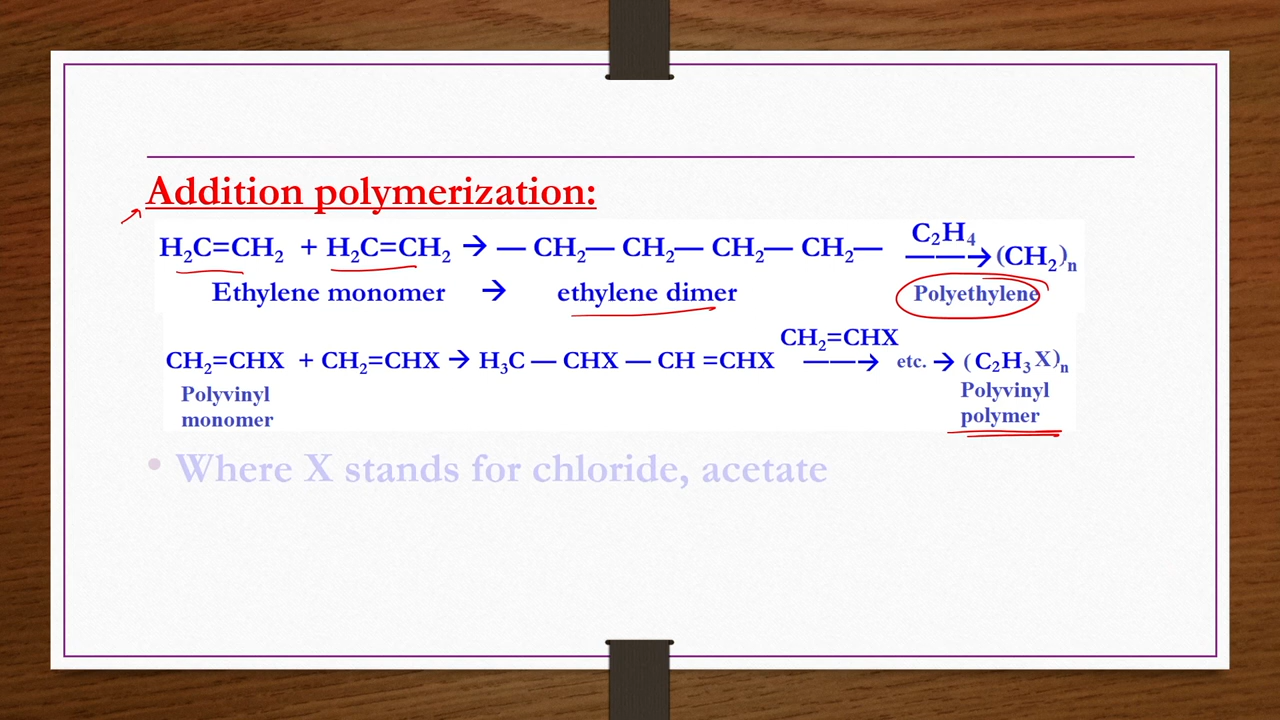 Addition polymerization:
H₂C=CH₂ + H₂C=CH₂ → — CH₂— CH₂— CH₂— CH₂— C₂H₄ ——→ (CH₂)ₙ
Ethylene monomer → ethylene dimer Polyethylene
CH₂=CHX + CH₂=CHX → H₃C — CHX — CH =CHX CH₂=CHX ——→ etc. → ( C₂H₃ X)ₙ
Polyvinyl Polyvinyl
monomer polymer
• Where X stands for chloride, acetate